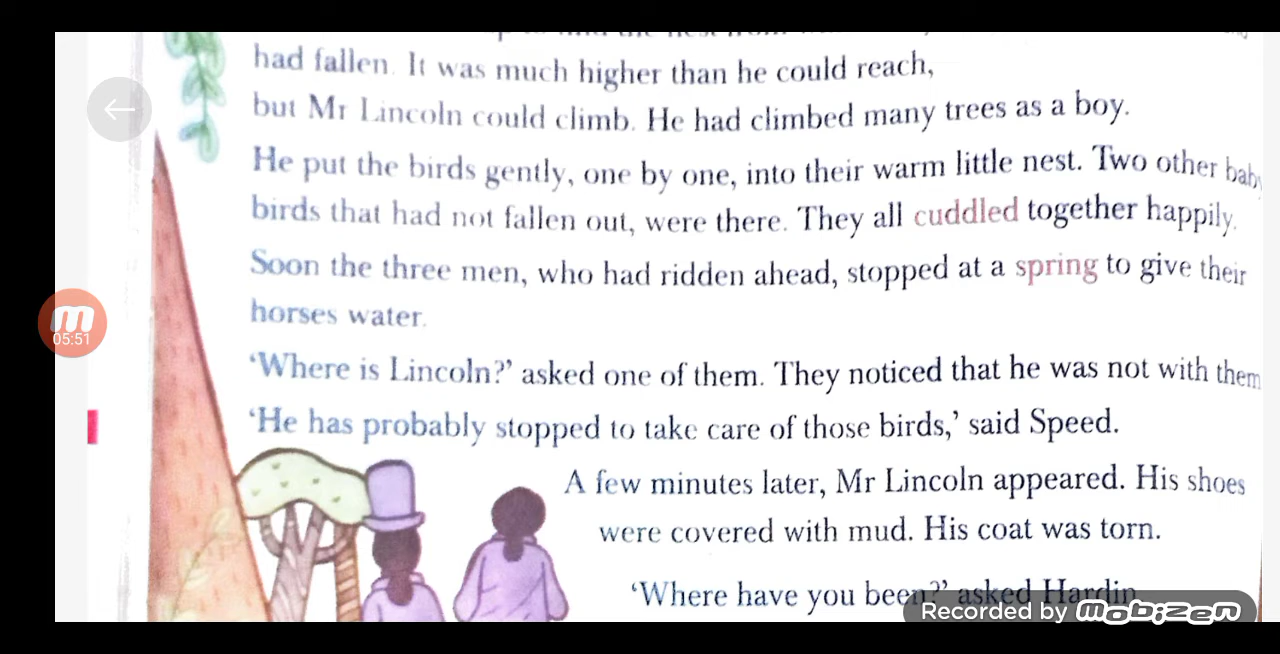 had fallen. It was much higher than he could reach,
but Mr Lincoln could climb. He had climbed many trees as a boy.
He put the birds gently, one by one, into their warm little nest. Two other baby
birds that had not fallen out, were there. They all cuddled together happily.
Soon the three men, who had ridden ahead, stopped at a spring to give their
horses water.
‘Where is Lincoln?’ asked one of them. They noticed that he was not with them
‘He has probably stopped to take care of those birds,’ said Speed.
A few minutes later, Mr Lincoln appeared. His shoes
were covered with mud. His coat was torn.
‘Where have you been?’ asked Hardin
05:51
Recorded by mobizen